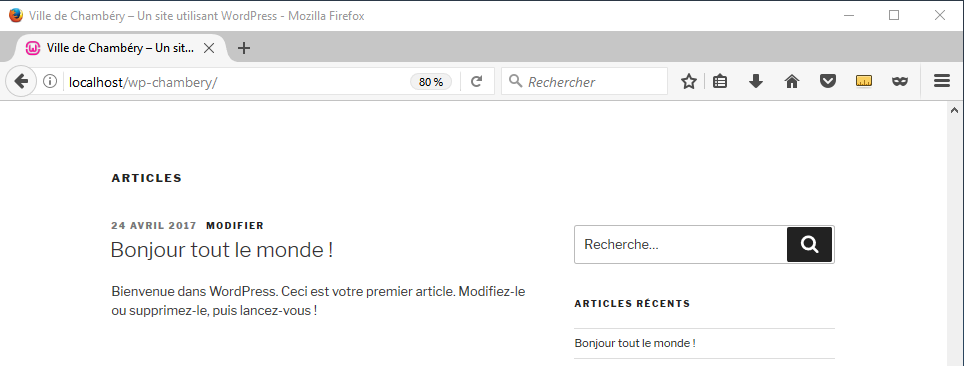 Ville de Chambéry – Un site utilisant WordPress - Mozilla Firefox
Ville de Chambéry – Un sit...
localhost/wp-chambery/
80 %
Rechercher
ARTICLES
24 AVRIL 2017 MODIFIER
Bonjour tout le monde !
Bienvenue dans WordPress. Ceci est votre premier article. Modifiez-le
ou supprimez-le, puis lancez-vous !
Recherche…
ARTICLES RÉCENTS
Bonjour tout le monde !